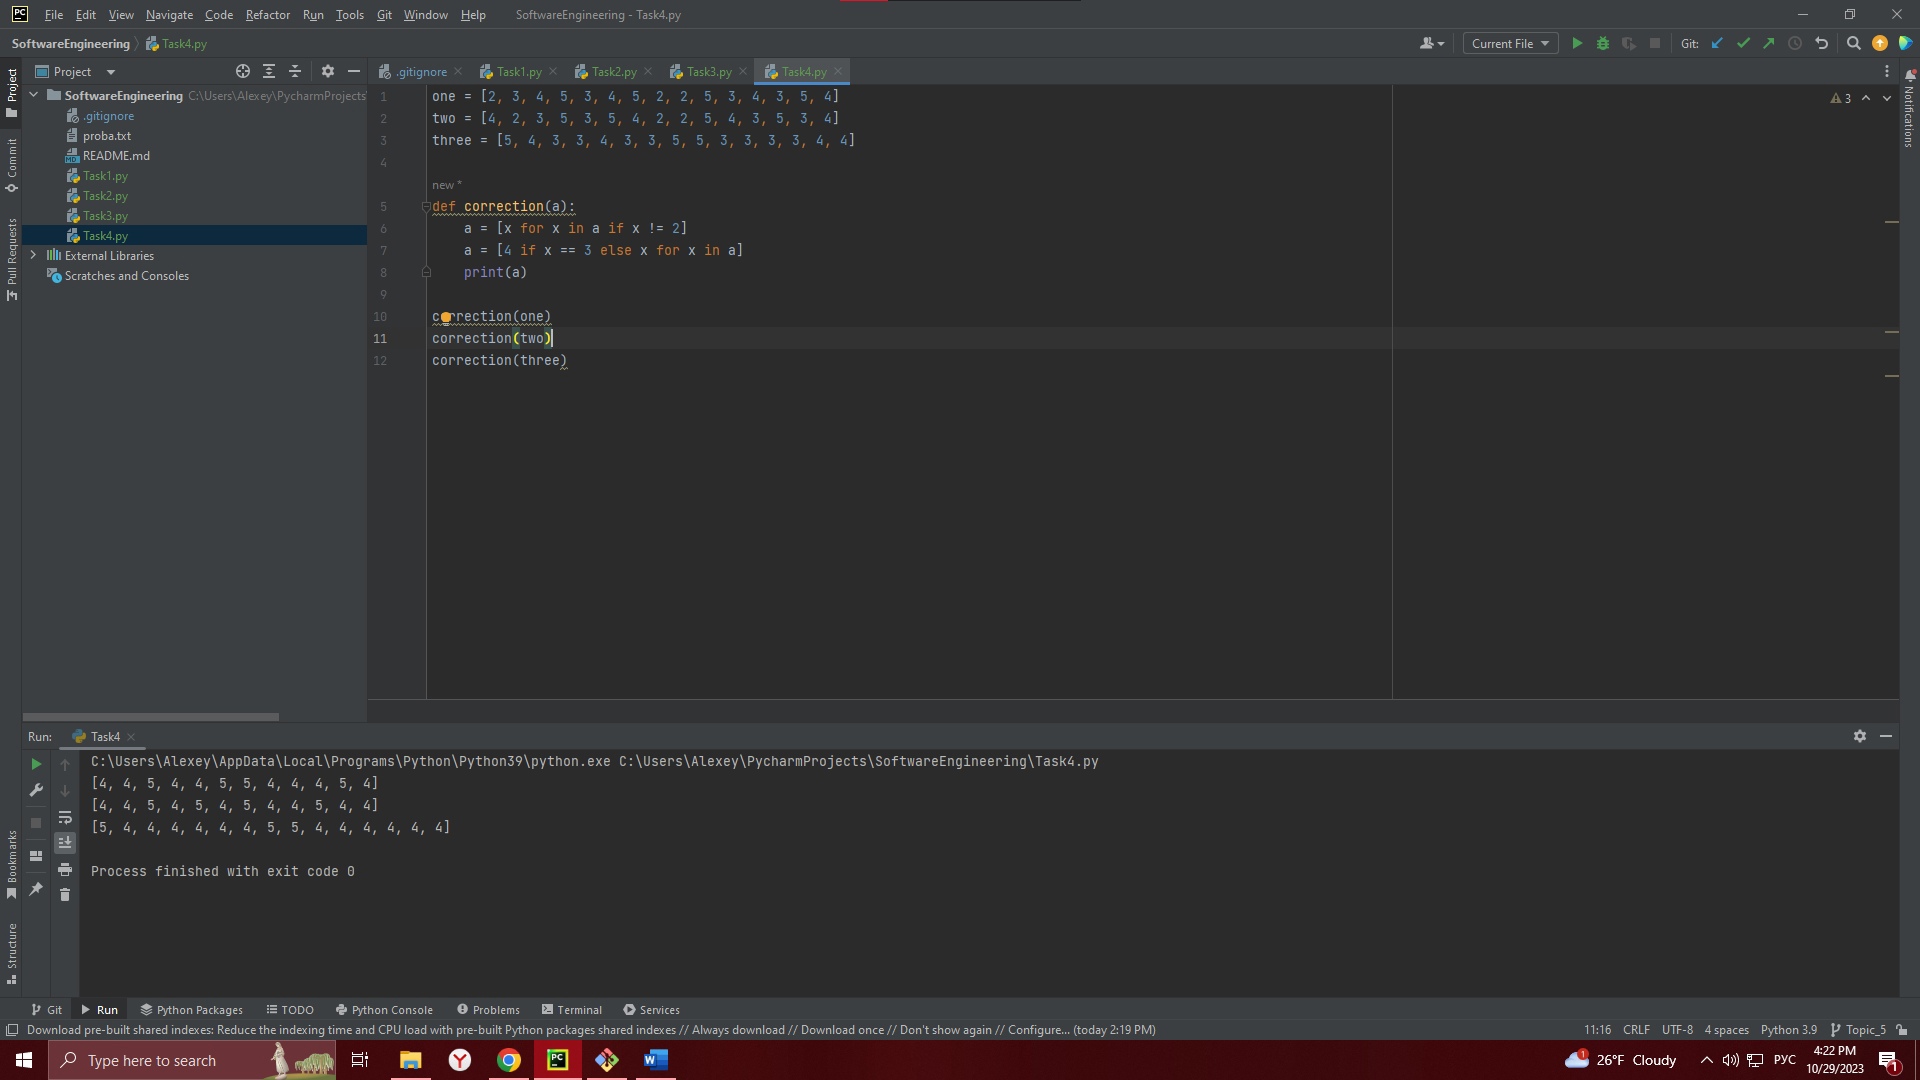 File Edit View Navigate Code Refactor Run Tools Git Window Help SoftwareEngineering - Task4.py
SoftwareEngineering Task4.py Current File Git:
Project .gitignore Task1.py Task2.py Task3.py Task4.py
SoftwareEngineering C:\Users\Alexey\PycharmProjects
.gitignore
proba.txt
README.md
Task1.py
Task2.py
Task3.py
Task4.py
External Libraries
Scratches and Consoles
Project
Commit
Pull Requests
Bookmarks
Structure
Notifications
3
1 one = [2, 3, 4, 5, 3, 4, 5, 2, 2, 5, 3, 4, 3, 5, 4]
2 two = [4, 2, 3, 5, 3, 5, 4, 2, 2, 5, 4, 3, 5, 3, 4]
3 three = [5, 4, 3, 3, 4, 3, 3, 5, 5, 3, 3, 3, 3, 4, 4]
4
new *
5 def correction(a):
6 a = [x for x in a if x != 2]
7 a = [4 if x == 3 else x for x in a]
8 print(a)
9
10 correction(one)
11 correction(two)
12 correction(three)
Run: Task4
C:\Users\Alexey\AppData\Local\Programs\Python\Python39\python.exe C:\Users\Alexey\PycharmProjects\SoftwareEngineering\Task4.py
[4, 4, 5, 4, 4, 5, 5, 4, 4, 4, 5, 4]
[4, 4, 5, 4, 5, 4, 5, 4, 4, 5, 4, 4]
[5, 4, 4, 4, 4, 4, 4, 5, 5, 4, 4, 4, 4, 4, 4]
Process finished with exit code 0
Git Run Python Packages TODO Python Console Problems Terminal Services
Download pre-built shared indexes: Reduce the indexing time and CPU load with pre-built Python packages shared indexes // Always download // Download once // Don't show again // Configure... (today 2:19 PM) 11:16 CRLF UTF-8 4 spaces Python 3.9 Topic_5
Type here to search 26°F Cloudy РУС 4:22 PM
10/29/2023